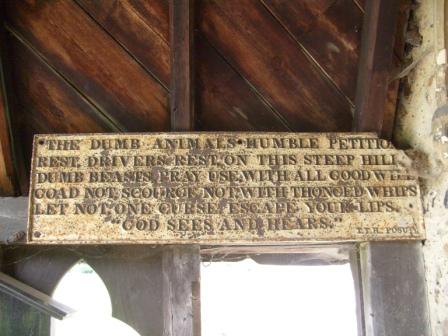 THE DUMB ANIMALS' HUMBLE PETITION
REST, DRIVERS, REST, ON THIS STEEP HILL,
DUMB BEASTS PRAY USE, WITH ALL GOOD WILL
GOAD NOT, SCOURGE NOT, WITH THONGED WHIPS,
LET NOT ONE CURSE, ESCAPE YOUR LIPS.
"GOD SEES AND HEARS."
T.T.H. POSUIT.